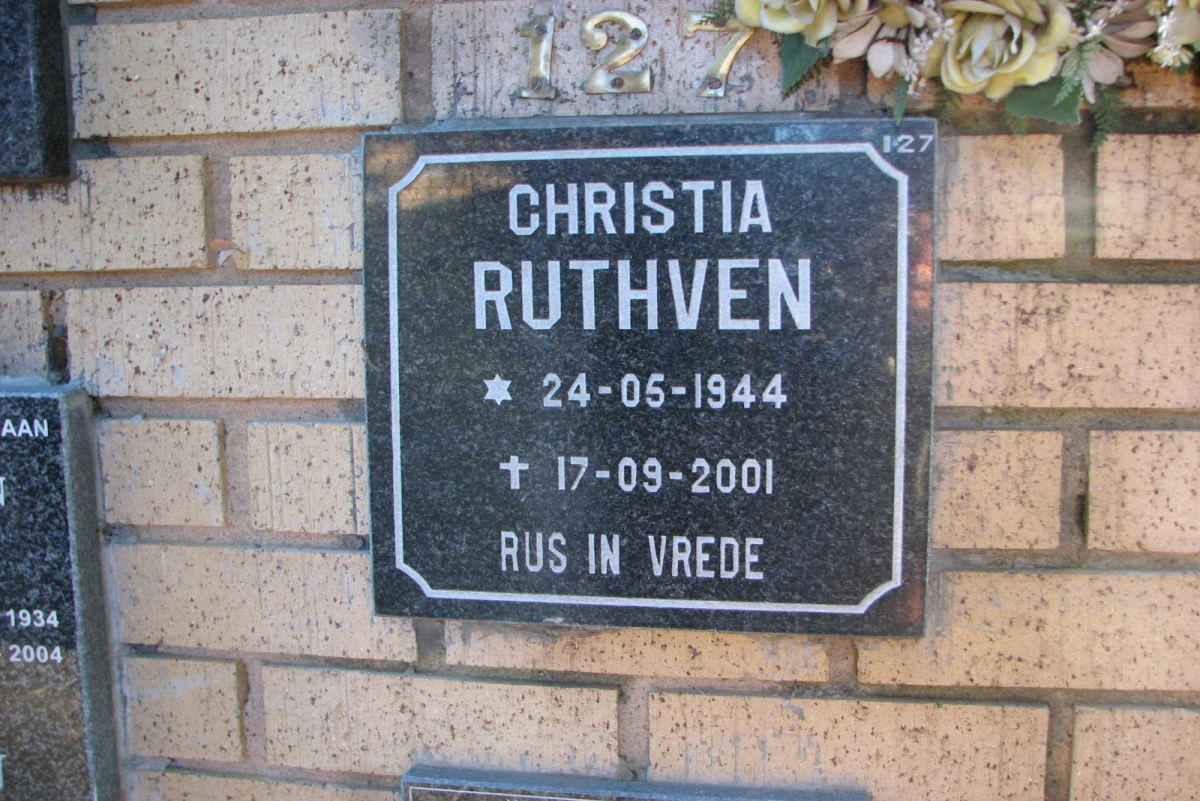 127
127
CHRISTIA
RUTHVEN
24-05-1944
17-09-2001
RUS IN VREDE
AAN
1934
2004